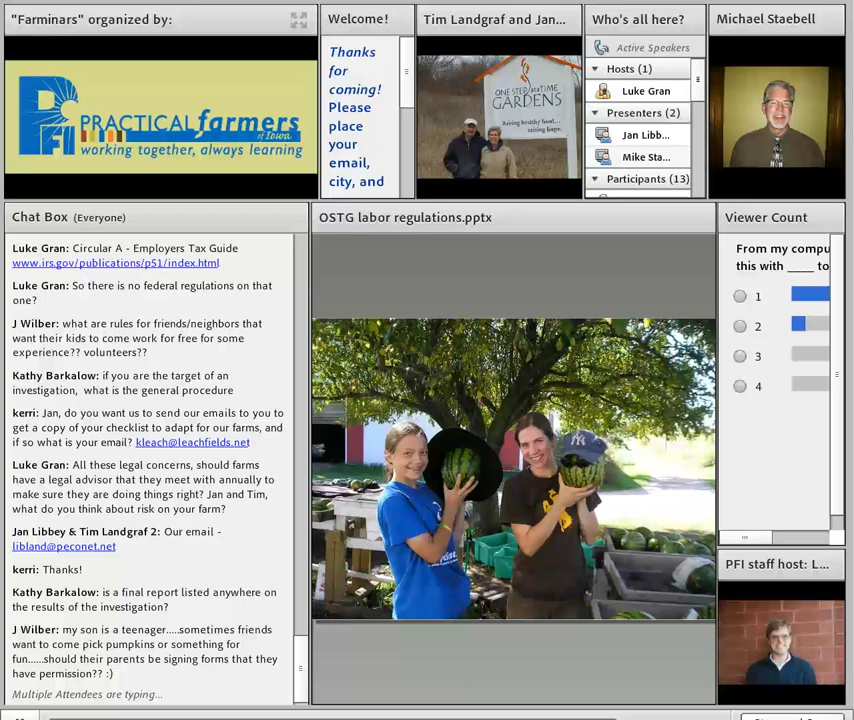 "Farminars" organized by:
PFI PRACTICAL farmers
of Iowa
working together, always learning
Welcome!
Thanks
for
coming!
Please
place
your
email,
city, and
Tim Landgraf and Jan...
ONE STEP at a TIME
GARDENS
Raising healthy food...
raising hope.
Who's all here?
Active Speakers
Hosts (1)
Luke Gran
Presenters (2)
Jan Libb...
Mike Sta...
Participants (13)
Michael Staebell
Chat Box (Everyone)
Luke Gran: Circular A - Employers Tax Guide
www.irs.gov/publications/p51/index.html
Luke Gran: So there is no federal regulations on that
one?
J Wilber: what are rules for friends/neighbors that
want their kids to come work for free for some
experience?? volunteers??
Kathy Barkalow: if you are the target of an
investigation, what is the general procedure
kerri: Jan, do you want us to send our emails to you to
get a copy of your checklist to adapt for our farms, and
if so what is your email? kleach@leachfields.net
Luke Gran: All these legal concerns, should farms
have a legal advisor that they meet with annually to
make sure they are doing things right? Jan and Tim,
what do you think about risk on your farm?
Jan Libbey & Tim Landgraf 2: Our email -
libland@peconet.net
kerri: Thanks!
Kathy Barkalow: is a final report listed anywhere on
the results of the investigation?
J Wilber: my son is a teenager.....sometimes friends
want to come pick pumpkins or something for
fun......should their parents be signing forms that they
have permission?? :)
Multiple Attendees are typing...
OSTG labor regulations.pptx
Viewer Count
From my compu
this with ____ to
1
2
3
4
PFI staff host: L...